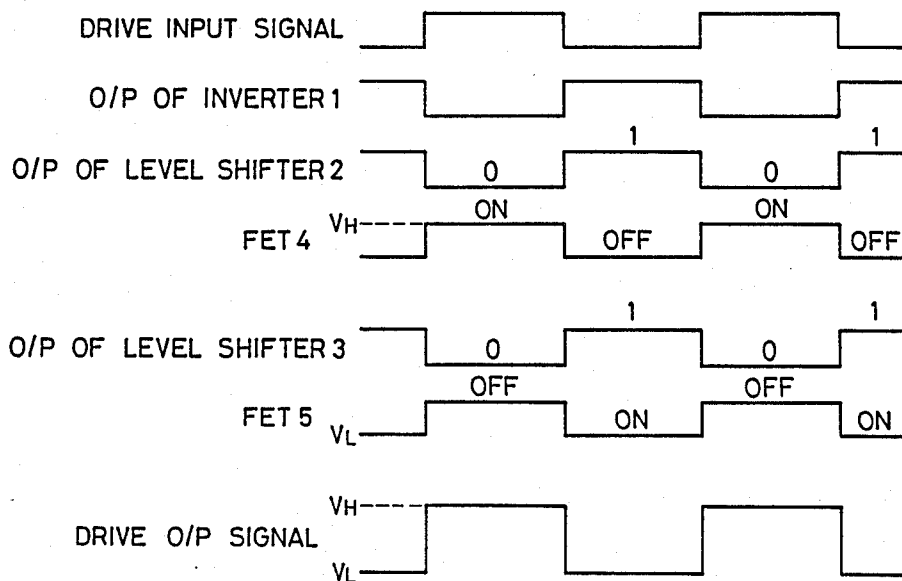 DRIVE INPUT SIGNAL
O/P OF INVERTER 1
1 1
O/P OF LEVEL SHIFTER 2
0 0
ON ON
VH
FET 4
OFF OFF
1 1
O/P OF LEVEL SHIFTER 3
0 0
OFF OFF
FET 5
ON ON
VL
VH
DRIVE O/P SIGNAL
VL